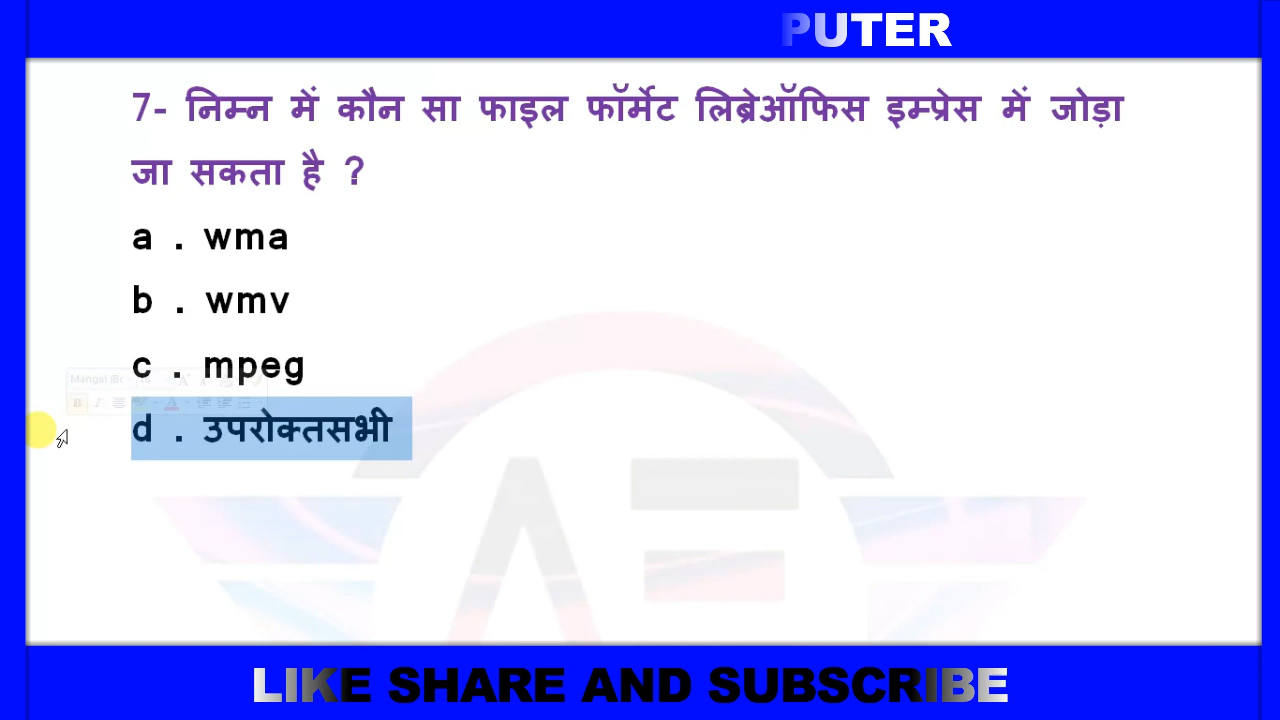 PUTER
7- निम्न में कौन सा फाइल फॉर्मेट लिब्रेऑफिस इम्प्रेस में जोड़ा
जा सकता है ?
a . wma
b . wmv
c . mpeg
d . उपरोक्तसभी
LIKE SHARE AND SUBSCRIBE